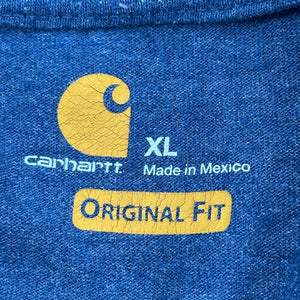 carhartt
XL
Made in Mexico
ORIGINAL FIT